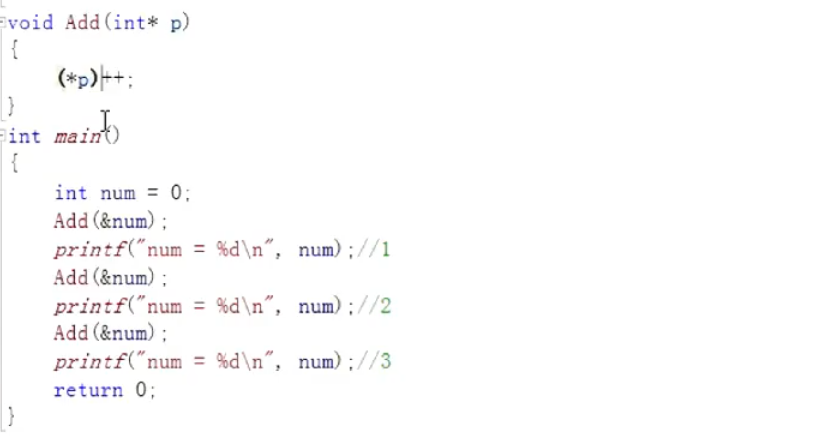 void Add(int* p)
{
    (*p)++;
}
int main()
{
    int num = 0;
    Add(&num);
    printf("num = %d\n", num);//1
    Add(&num);
    printf("num = %d\n", num);//2
    Add(&num);
    printf("num = %d\n", num);//3
    return 0;
}